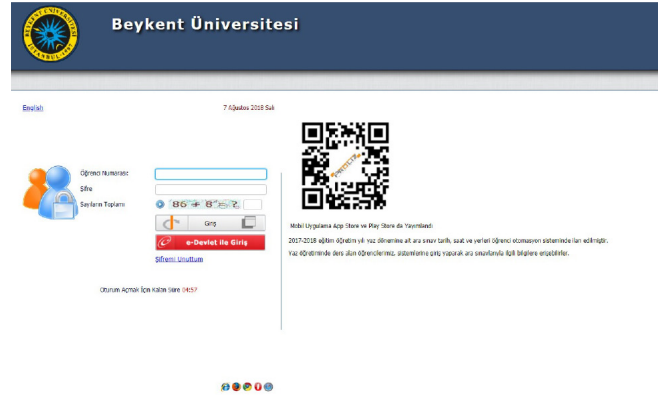 Beykent Üniversitesi
English
7 Ağustos 2018 Salı
Öğrenci Numarası:
Şifre
Sayıların Toplamı
86 + 8 = ?
Giriş
e-Devlet ile Giriş
Şifremi Unuttum
Oturum Açmak İçin Kalan Süre 04:57
Mobil Uygulama App Store ve Play Store da Yayımlandı
2017-2018 eğitim öğretim yılı yaz dönemine ait ara sınav tarih, saat ve yerleri öğrenci otomasyon sisteminde ilan edilmiştir.
Yaz öğretiminde ders alan öğrencilerimiz, sistemlerine giriş yaparak ara sınavlarıyla ilgili bilgilere erişebilirler.